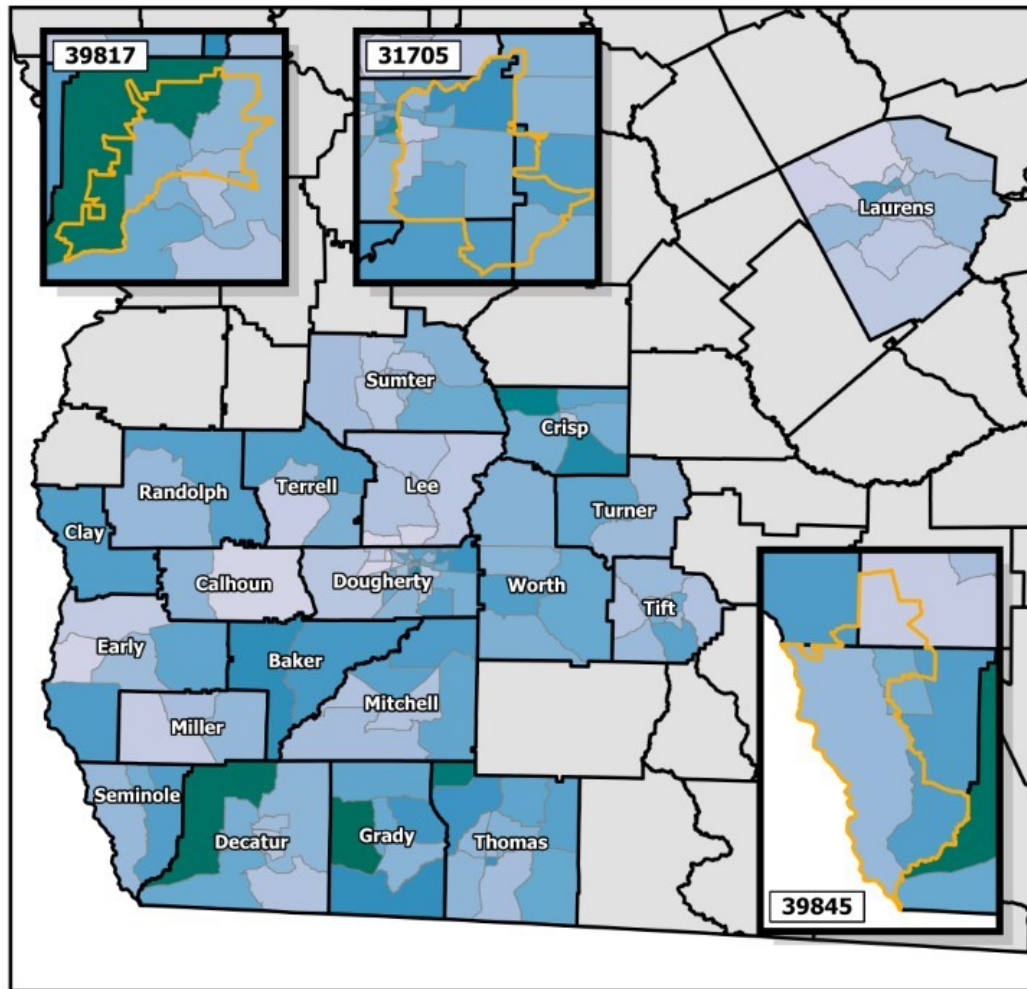 39817
31705
Laurens
Sumter
Crisp
Randolph
Terrell
Lee
Clay
Turner
Calhoun
Dougherty
Worth
Tift
Early
Baker
Mitchell
Miller
Seminole
Decatur
Grady
Thomas
39845